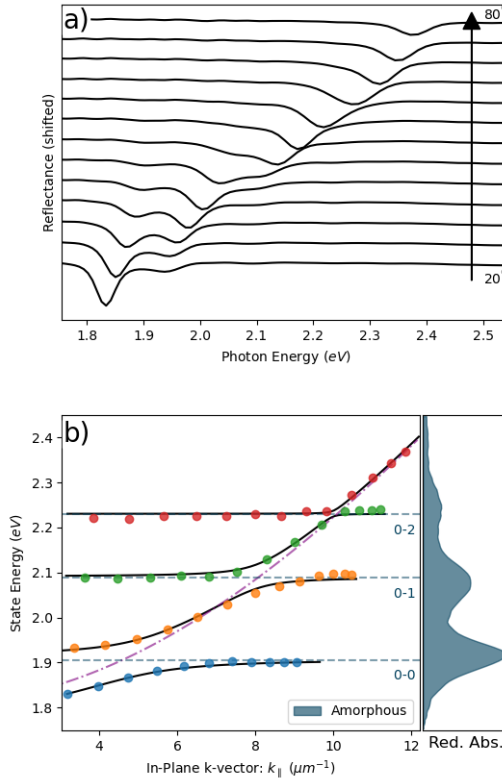 a)
80
20°
Reflectance (shifted)
1.8 1.9 2.0 2.1 2.2 2.3 2.4 2.5
Photon Energy (eV)
b)
2.4
2.3
2.2
2.1
2.0
1.9
1.8
State Energy (eV)
0-2
0-1
0-0
Amorphous
4 6 8 10 12
In-Plane k-vector: k∥ (μm⁻¹)
Red. Abs.